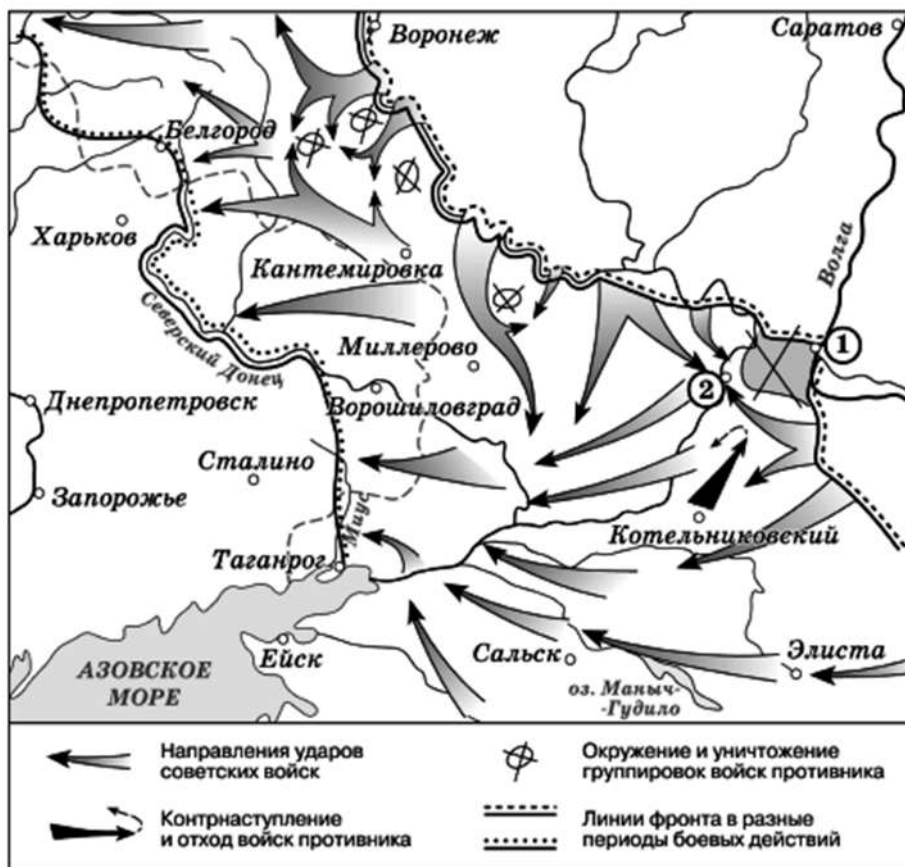 Воронеж
Саратов
Белгород
Волга
Харьков
Кантемировка
Северский Донец
Миллерово
1
2
Днепропетровск
Ворошиловград
Сталино
Запорожье
Миус
Котельниковский
Таганрог
Ейск
Сальск
Элиста
АЗОВСКОЕ
МОРЕ
оз. Маныч-
-Гудило
Направления ударов
советских войск
Окружение и уничтожение
группировок войск противника
Контрнаступление
и отход войск противника
Линии фронта в разные
периоды боевых действий